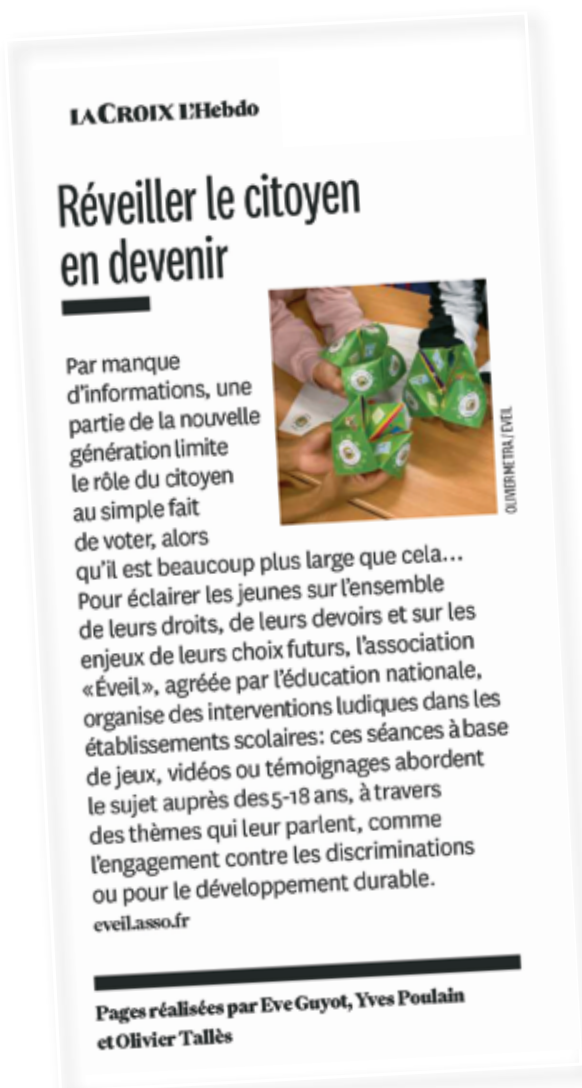 LA CROIX L'Hebdo
Réveiller le citoyen
en devenir
Par manque
d'informations, une
partie de la nouvelle
génération limite
le rôle du citoyen
au simple fait
de voter, alors
qu'il est beaucoup plus large que cela...
Pour éclairer les jeunes sur l'ensemble
de leurs droits, de leurs devoirs et sur les
enjeux de leurs choix futurs, l'association
«Éveil», agréée par l'éducation nationale,
organise des interventions ludiques dans les
établissements scolaires: ces séances à base
de jeux, vidéos ou témoignages abordent
le sujet auprès des 5-18 ans, à travers
des thèmes qui leur parlent, comme
l'engagement contre les discriminations
ou pour le développement durable.
eveil.asso.fr
OLIVIER METRA / EVEIL
Pages réalisées par Eve Guyot, Yves Poulain
et Olivier Tallès